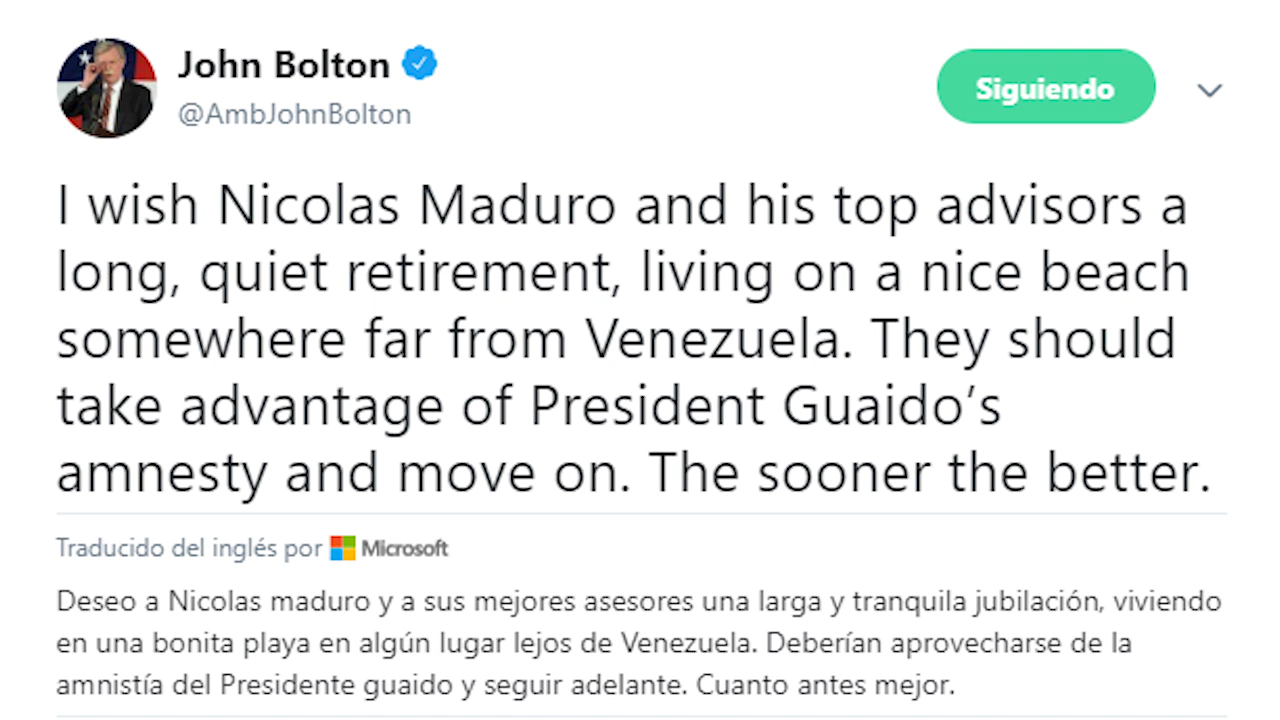 John Bolton
@AmbJohnBolton
Siguiendo
I wish Nicolas Maduro and his top advisors a
long, quiet retirement, living on a nice beach
somewhere far from Venezuela. They should
take advantage of President Guaido’s
amnesty and move on. The sooner the better.
Traducido del inglés por Microsoft
Deseo a Nicolas maduro y a sus mejores asesores una larga y tranquila jubilación, viviendo
en una bonita playa en algún lugar lejos de Venezuela. Deberían aprovecharse de la
amnistía del Presidente guaido y seguir adelante. Cuanto antes mejor.